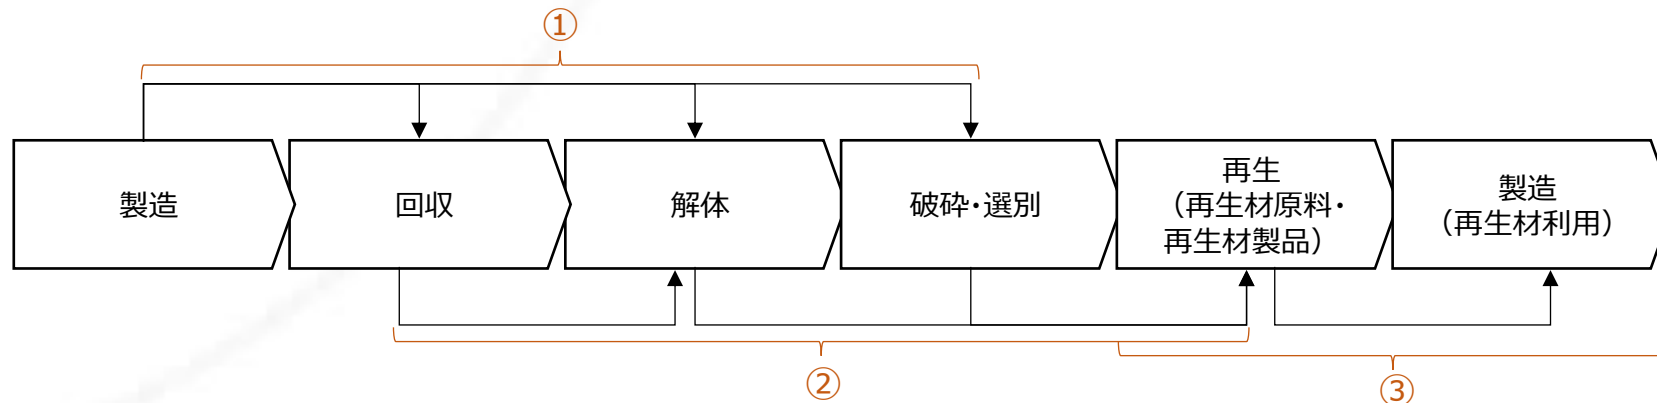 ①
製造
回収
解体
破砕・選別
再生
（再生材原料・
再生材製品）
製造
（再生材利用）
②
③